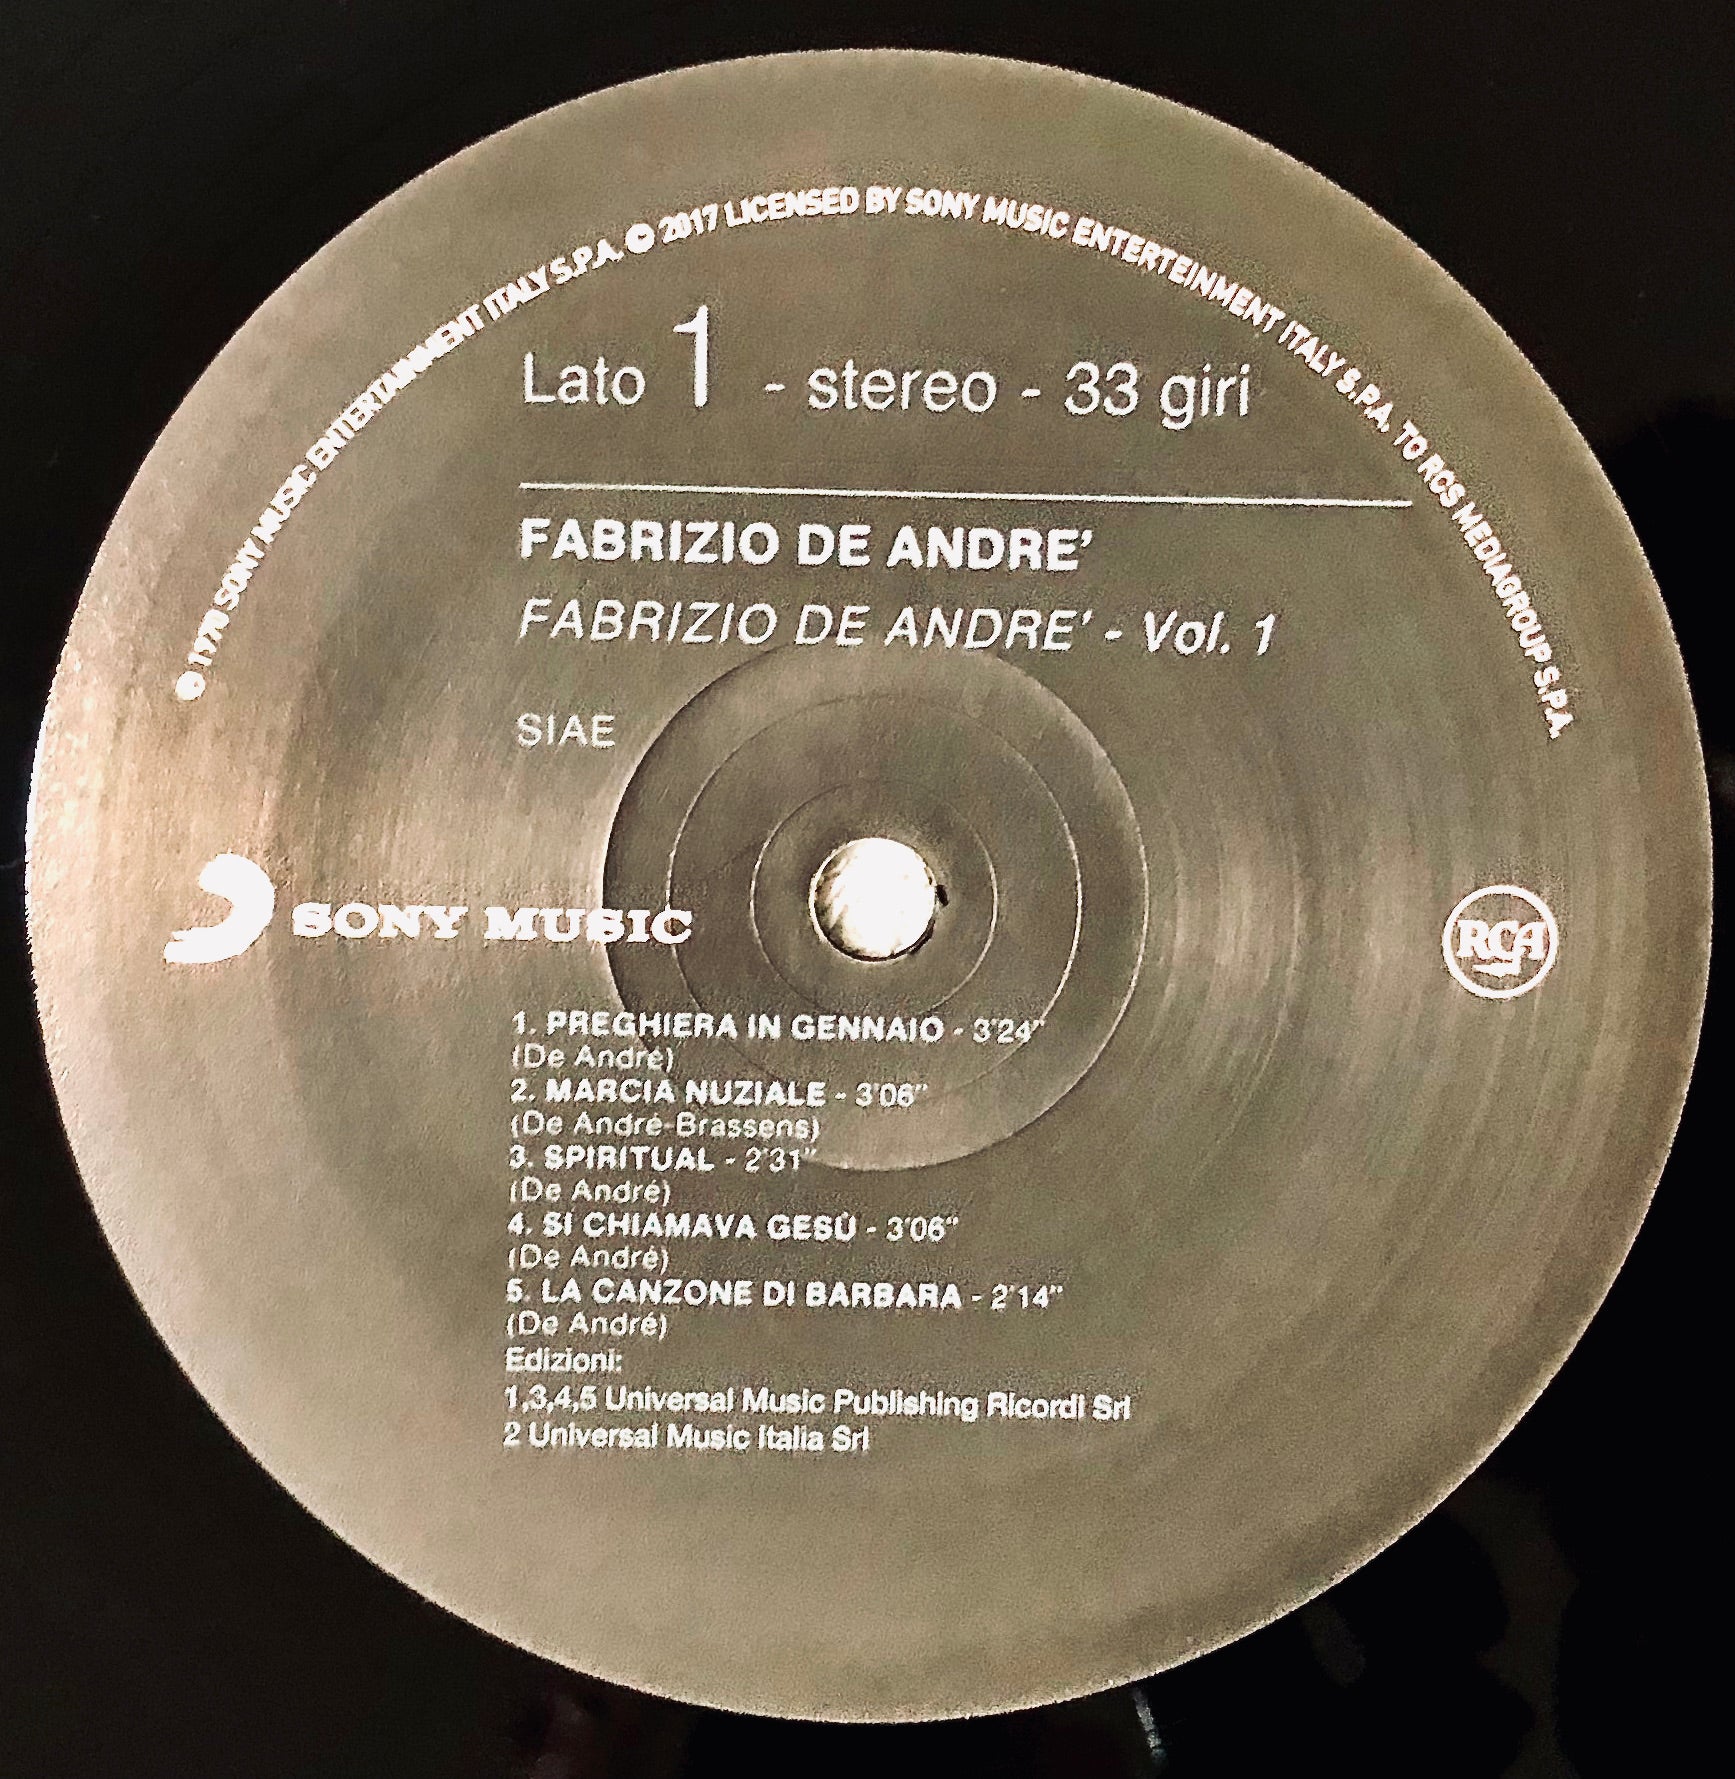 © 1970 SONY MUSIC ENTERTAINMENT ITALY S.P.A. © 2017 LICENSED BY SONY MUSIC ENTERTEINMENT ITALY S.P.A. TO RCS MEDIAGROUP S.P.A.
Lato 1 - stereo - 33 giri
FABRIZIO DE ANDRE'
FABRIZIO DE ANDRE' - Vol. 1
SIAE
SONY MUSIC
RCA
1. PREGHIERA IN GENNAIO - 3'24"
(De André)
2. MARCIA NUZIALE - 3'06"
(De André-Brassens)
3. SPIRITUAL - 2'31"
(De André)
4. SI CHIAMAVA GESÙ - 3'06"
(De André)
5. LA CANZONE DI BARBARA - 2'14"
(De André)
Edizioni:
1,3,4,5 Universal Music Publishing Ricordi Srl
2 Universal Music Italia Srl